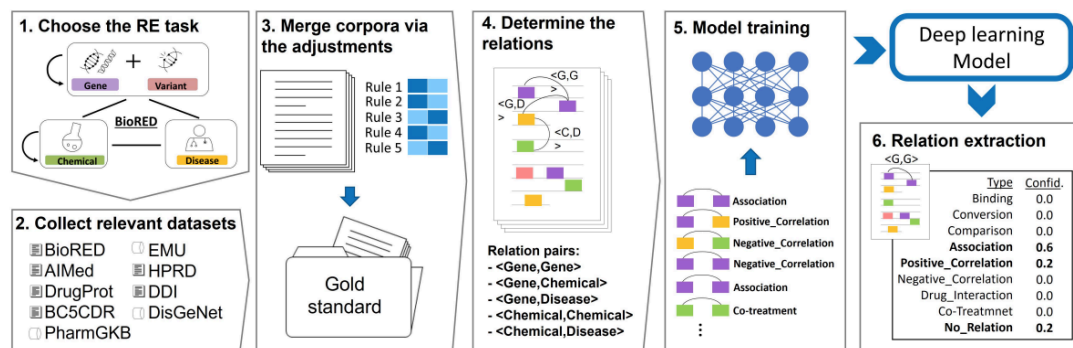 1. Choose the RE task
Gene
Variant
BioRED
Chemical
Disease
2. Collect relevant datasets
BioRED
EMU
AIMed
HPRD
DrugProt
DDI
BC5CDR
DisGeNet
PharmGKB
3. Merge corpora via
the adjustments
Rule 1
Rule 2
Rule 3
Rule 4
Rule 5
Gold
standard
4. Determine the
relations
<G,G
>
<G,D
>
<C,D
>
Relation pairs:
- <Gene,Gene>
- <Gene,Chemical>
- <Gene,Disease>
- <Chemical,Chemical>
- <Chemical,Disease>
5. Model training
Association
Positive_Correlation
Negative_Correlation
Negative_Correlation
Association
Co-treatment
Deep learning
Model
6. Relation extraction
<G,G>
Type Confid.
Binding 0.0
Conversion 0.0
Comparison 0.0
Association 0.6
Positive_Correlation 0.2
Negative_Correlation 0.0
Drug_Interaction 0.0
Co-Treatmnet 0.0
No_Relation 0.2